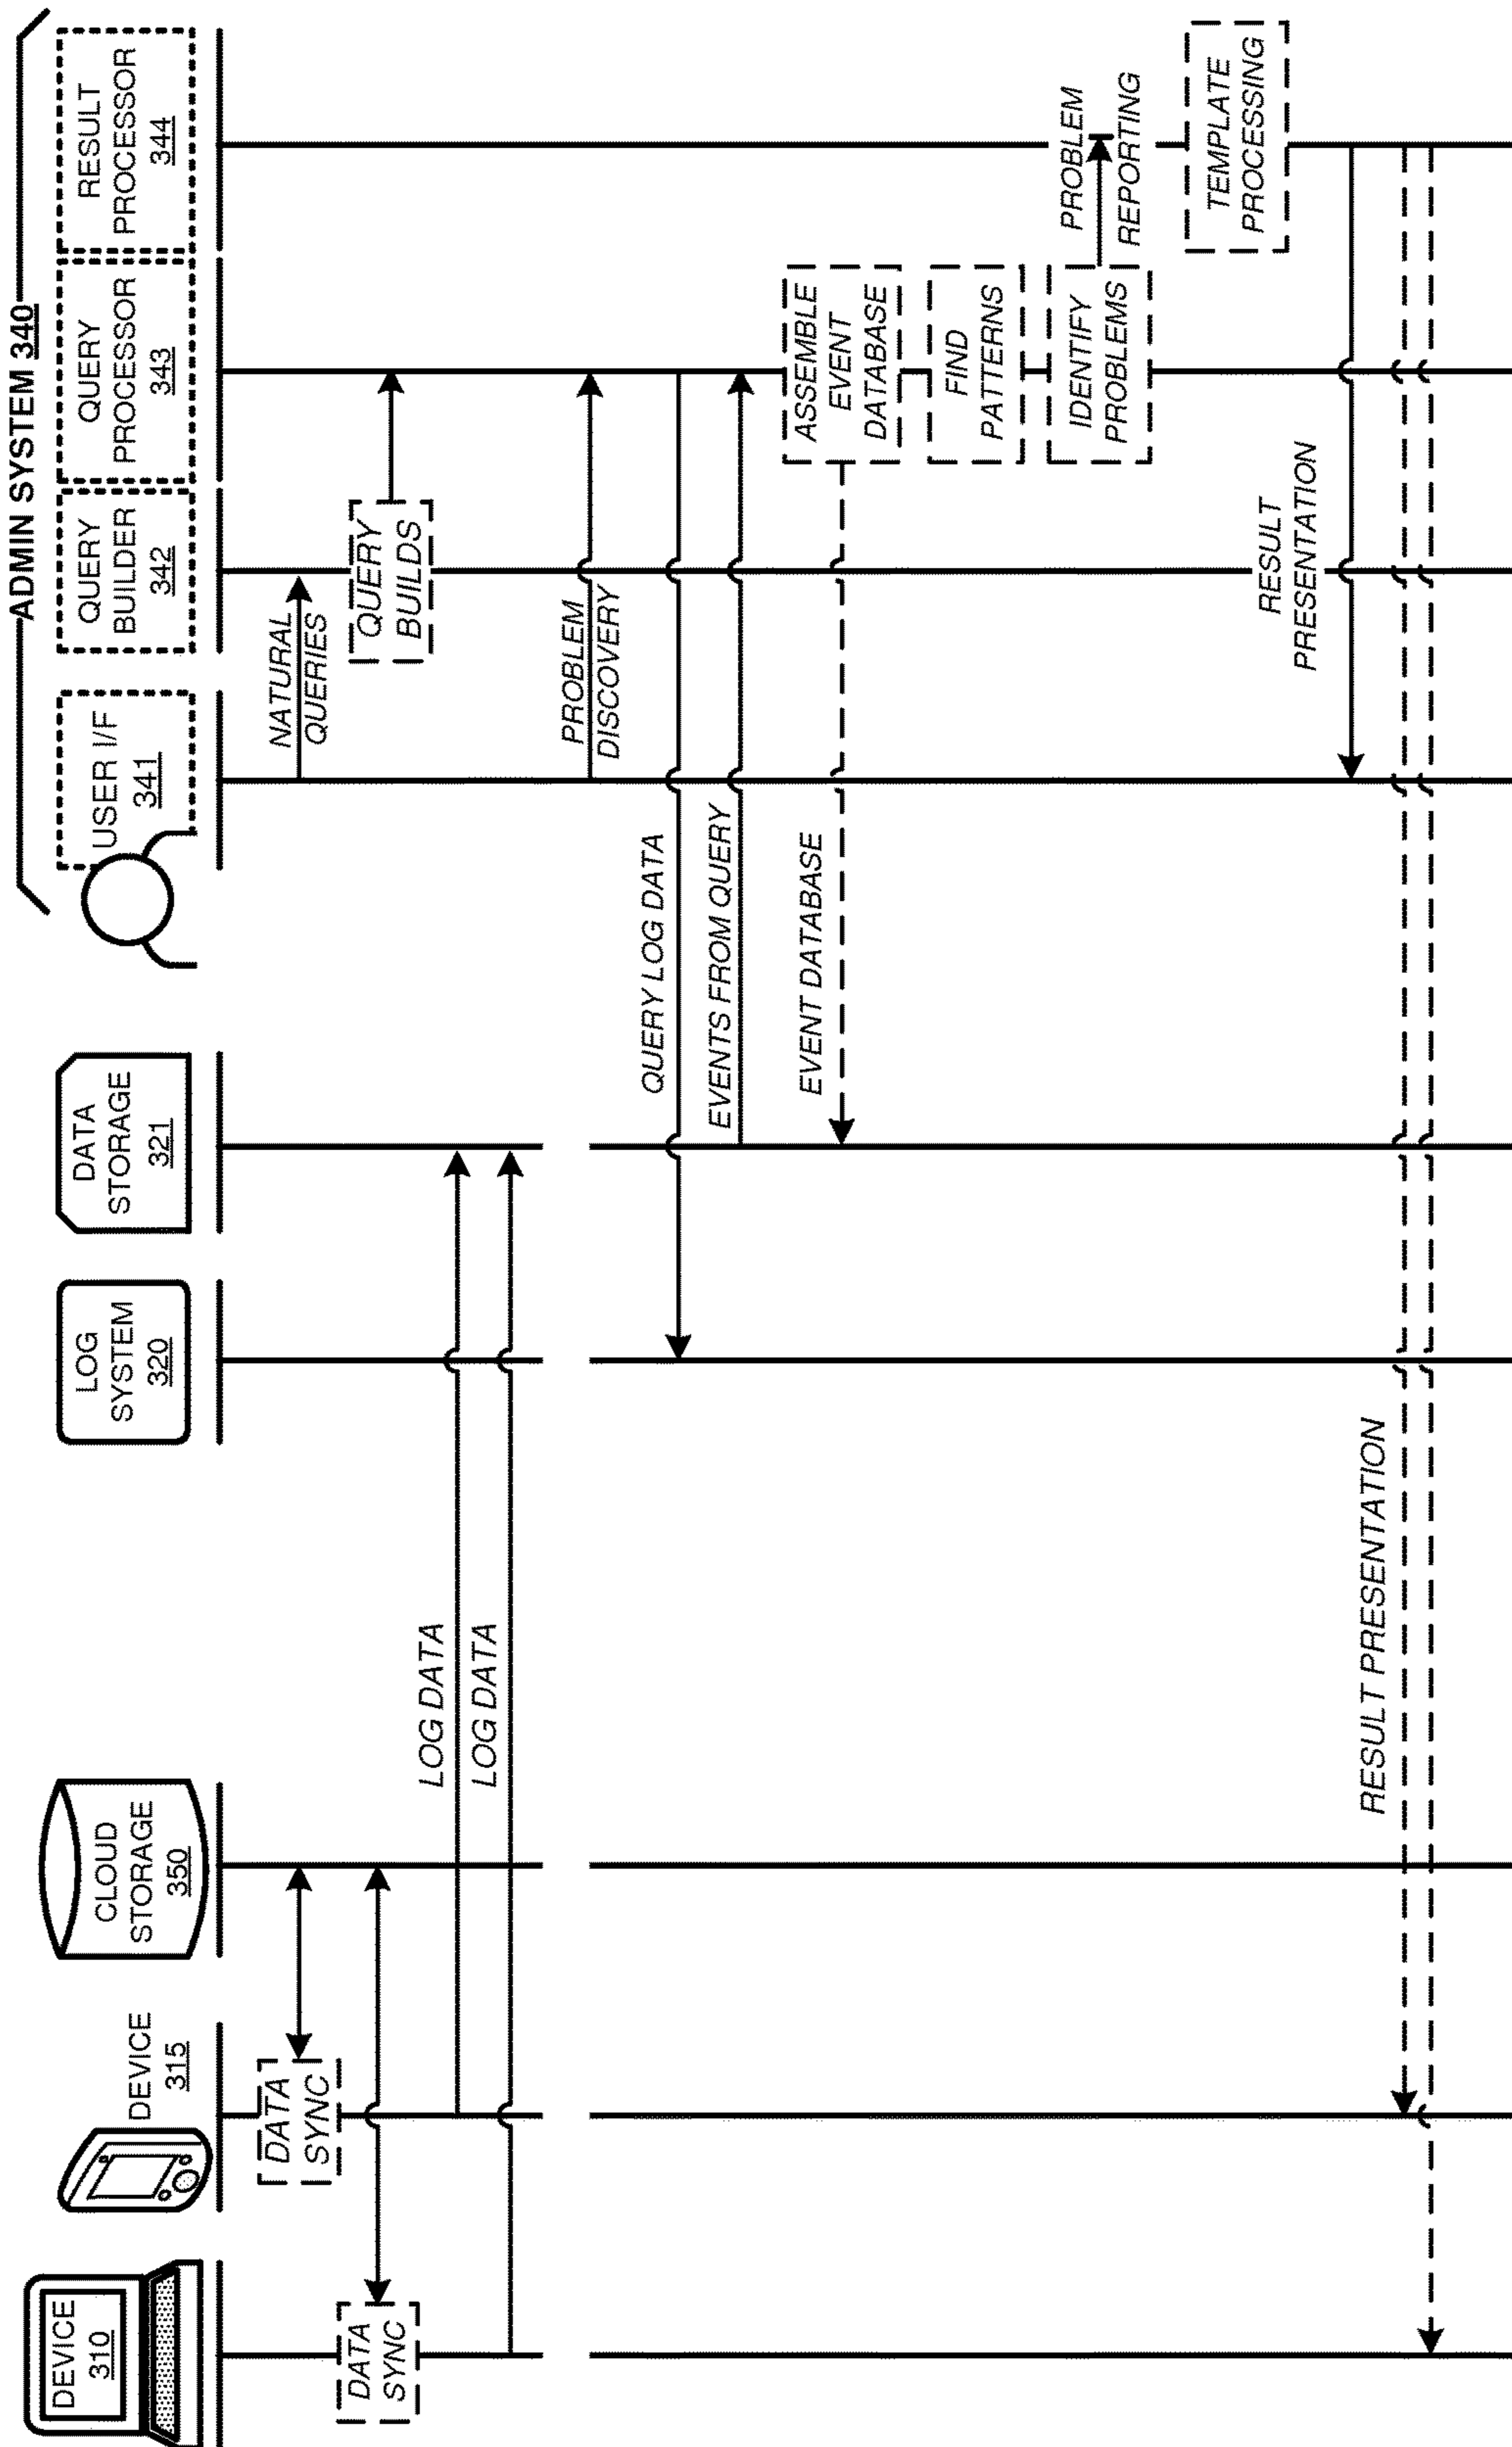 DEVICE
310
DEVICE
315
CLOUD
STORAGE
350
LOG
SYSTEM
320
DATA
STORAGE
321
ADMIN SYSTEM 340
USER I/F
341
QUERY
BUILDER
342
QUERY
PROCESSOR
343
RESULT
PROCESSOR
344
DATA
SYNC
DATA
SYNC
NATURAL
QUERIES
QUERY
BUILDS
LOG DATA
LOG DATA
PROBLEM
DISCOVERY
QUERY LOG DATA
EVENTS FROM QUERY
EVENT DATABASE
ASSEMBLE
EVENT
DATABASE
FIND
PATTERNS
IDENTIFY
PROBLEMS
PROBLEM
REPORTING
TEMPLATE
PROCESSING
RESULT
PRESENTATION
RESULT PRESENTATION